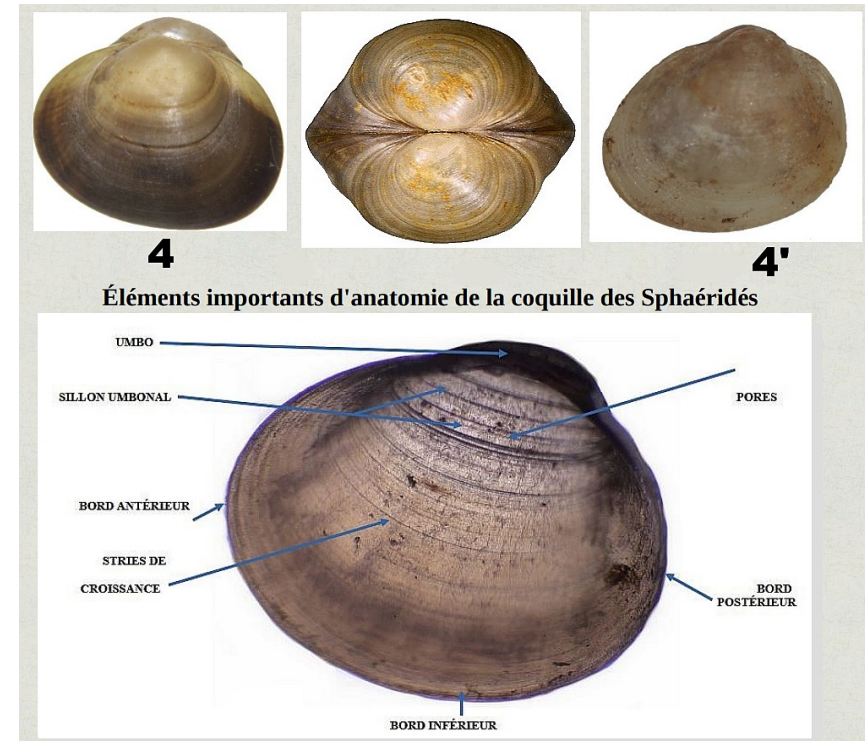 4
4'
Éléments importants d'anatomie de la coquille des Sphaéridés
UMBO
SILLON UMBONAL
PORES
BORD ANTÉRIEUR
STRIES DE
CROISSANCE
BORD
POSTÉRIEUR
BORD INFÉRIEUR